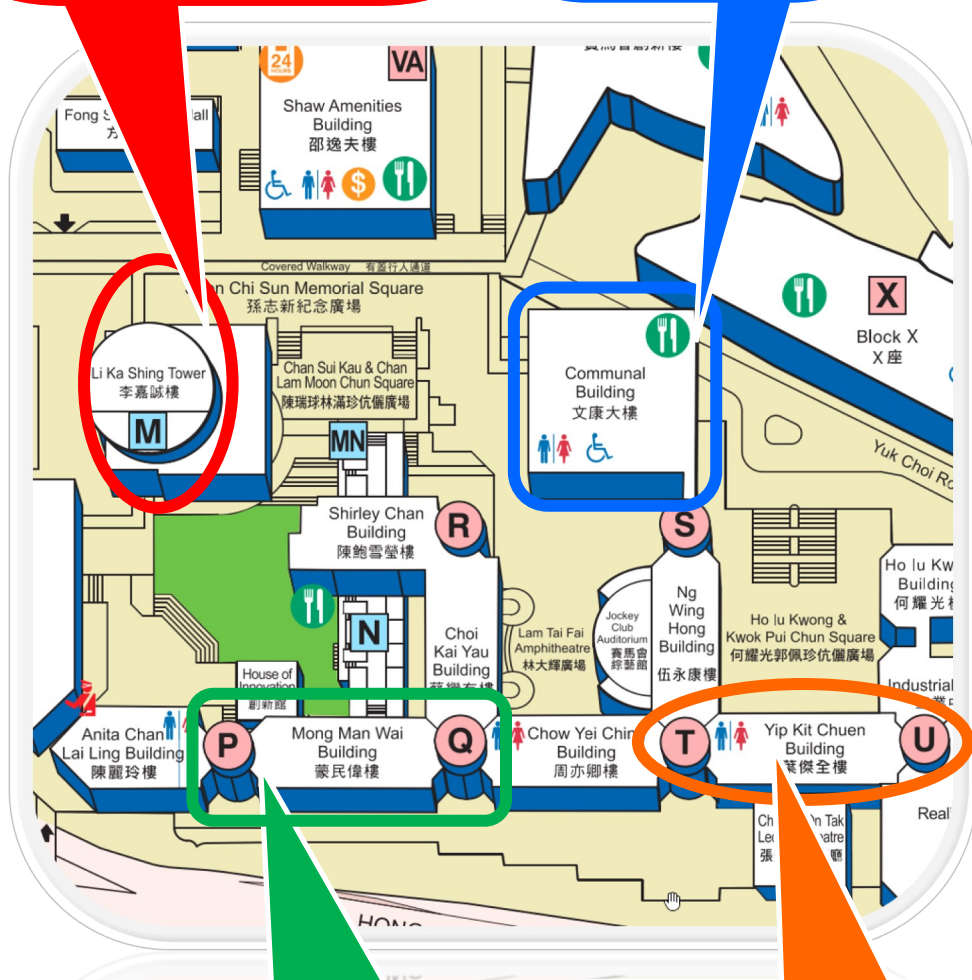 24
HOURS
VA
Shaw Amenities
Building
邵逸夫樓
Fong
all
方
Covered Walkway 有蓋行人通道
Chi Sun Memorial Square
孫志新紀念廣場
Li Ka Shing Tower
李嘉誠樓
M
Chan Sui Kau & Chan
Lam Moon Chun Square
陳瑞球林滿珍伉儷廣場
MN
Communal
Building
文康大樓
X
Block X
X 座
Yuk Choi
Shirley Chan
Building
陳鮑雪瑩樓
R
S
N
Choi
Kai Yau
Building
Lam Tai Fai
Amphitheatre
林大輝廣場
Jockey
Club
Auditorium
賽馬會
綜藝館
Ng
Wing
Hong
Building
伍永康樓
Ho Iu Kwong &
Kwok Pui Chun Square
何耀光郭佩珍伉儷廣場
Ho Iu Kw
Building
何耀光
Industrial
House of
Innovation
創新館
Anita Chan
Lai Ling Building
陳麗玲樓
P
Mong Man Wai
Building
蒙民偉樓
Q
Chow Yei Chin
Building
周亦卿樓
T
Yip Kit Chuen
Building
葉傑全樓
U
Ch n Tak
Lec eatre
張 廳
Real
HONG